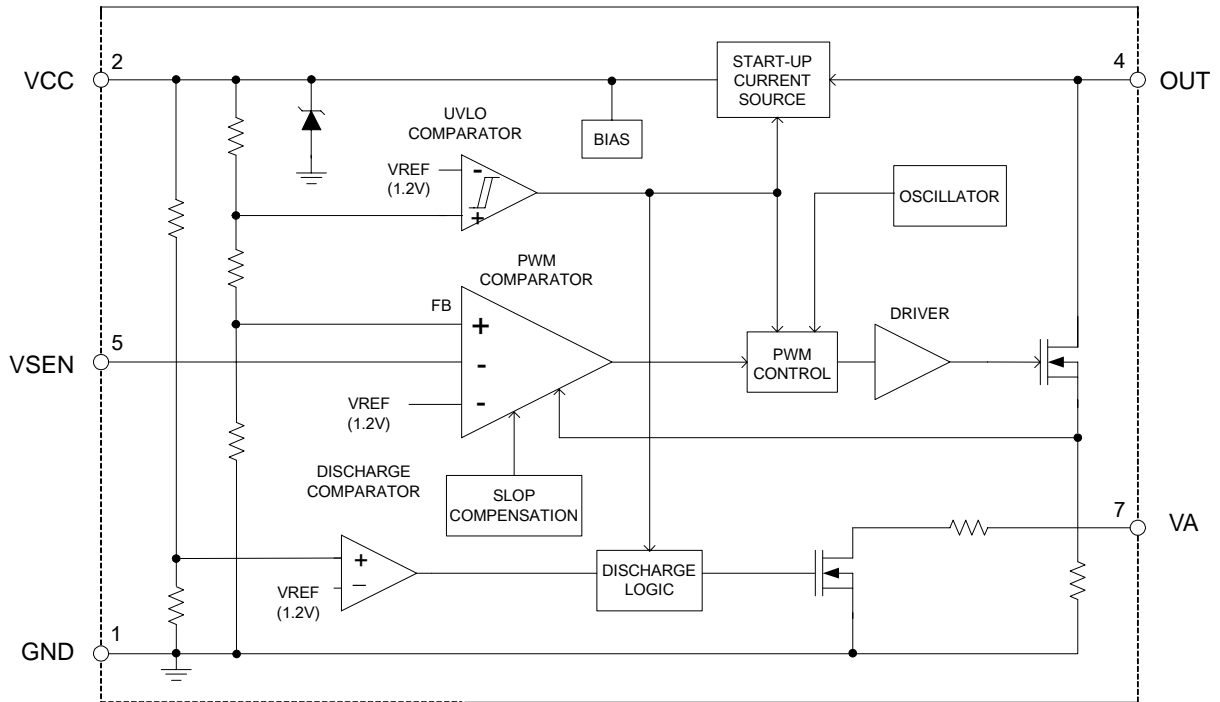 2
VCC
4
OUT
START-UP
CURRENT
SOURCE
UVLO
COMPARATOR
BIAS
VREF
(1.2V)
-
+
OSCILLATOR
PWM
COMPARATOR
FB
+
-
-
5
VSEN
VREF
(1.2V)
PWM
CONTROL
DRIVER
DISCHARGE
COMPARATOR
SLOP
COMPENSATION
7
VA
+
–
VREF
(1.2V)
DISCHARGE
LOGIC
1
GND